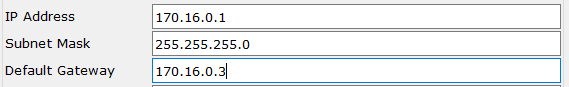 IP Address 170.16.0.1
Subnet Mask 255.255.255.0
Default Gateway 170.16.0.3